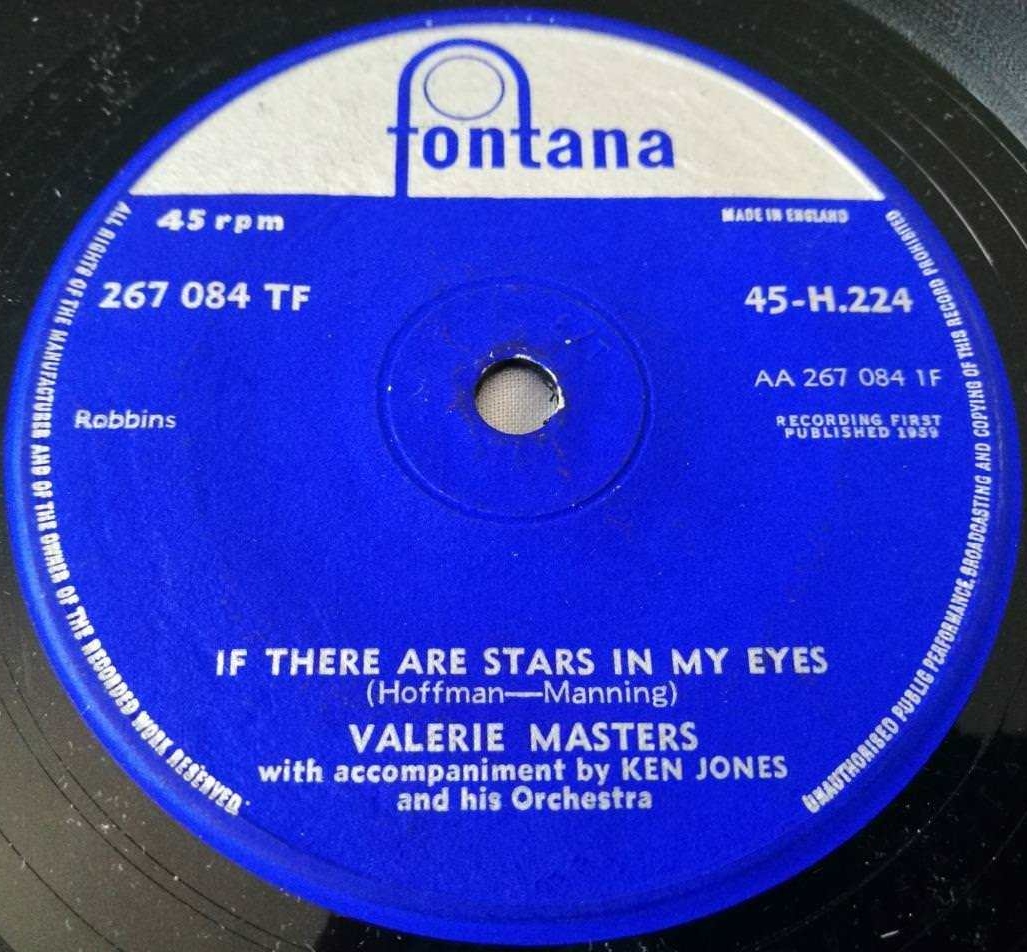 fontana
45 rpm
MADE IN ENGLAND
267 084 TF
45-H.224
AA 267 084 1F
Robbins
RECORDING FIRST
PUBLISHED 1959
IF THERE ARE STARS IN MY EYES
(Hoffman—Manning)
VALERIE MASTERS
with accompaniment by KEN JONES
and his Orchestra
ALL RIGHTS OF THE MANUFACTURER AND OF THE OWNER OF THE RECORDED WORK RESERVED.
UNAUTHORISED PUBLIC PERFORMANCE, BROADCASTING AND COPYING OF THIS RECORD PROHIBITED